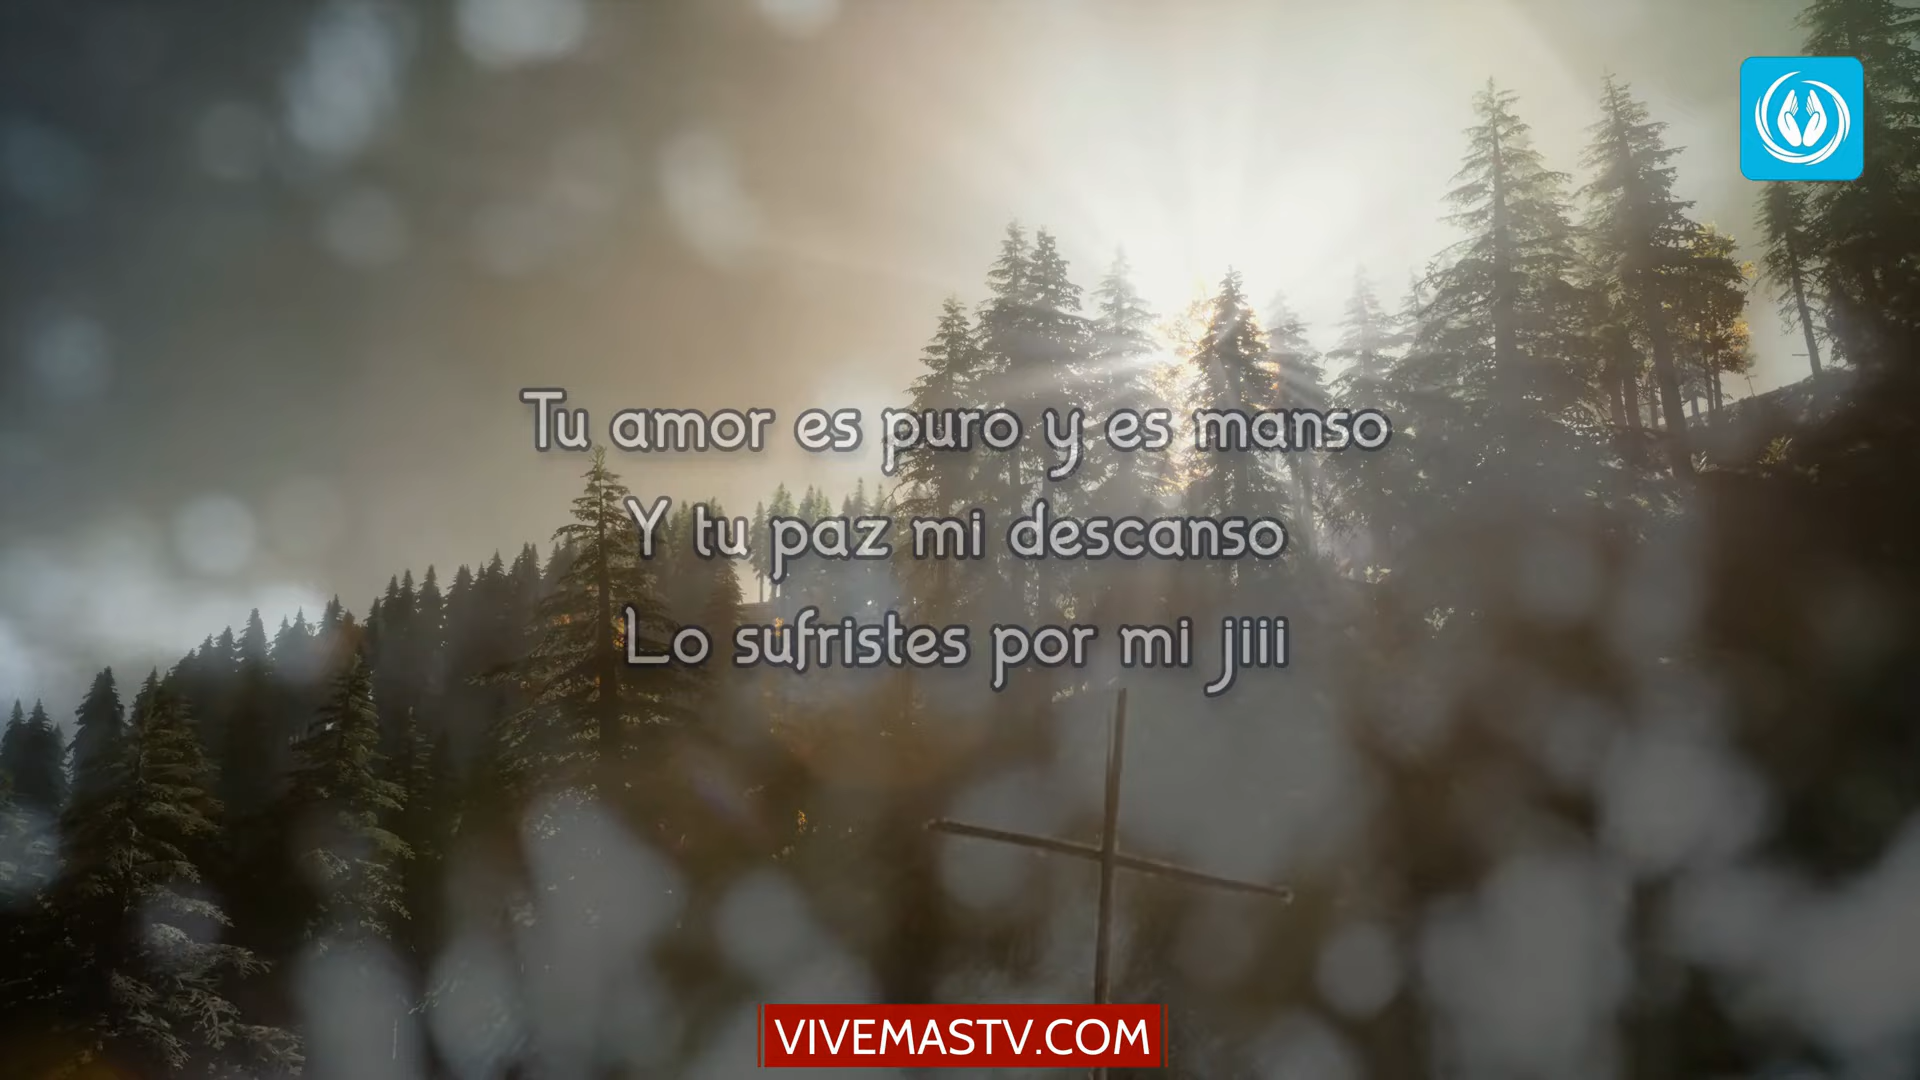 Tu amor es puro y es manso
Y tu paz mi descanso
Lo sufristes por mi jiii
VIVEMASTV.COM